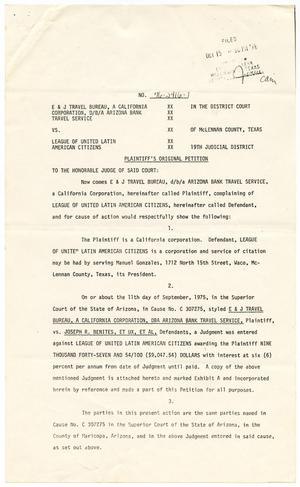 FILED
NO. 76-2416-1
E & J TRAVEL BUREAU, A CALIFORNIA XX IN THE DISTRICT COURT
CORPORATION, D/B/A ARIZONA BANK XX
TRAVEL SERVICE XX
XX
VS. XX OF McLENNAN COUNTY, TEXAS
XX
LEAGUE OF UNITED LATIN XX
AMERICAN CITIZENS XX 19TH JUDICIAL DISTRICT
PLAINTIFF'S ORIGINAL PETITION
TO THE HONORABLE JUDGE OF SAID COURT:
Now comes E & J TRAVEL BUREAU, d/b/a ARIZONA BANK TRAVEL SERVICE,
a California Corporation, hereinafter called Plaintiff, complaining of
LEAGUE OF UNITED LATIN AMERICAN CITIZENS, hereinafter called Defendant,
and for cause of action would respectfully show the following:
1.
The Plaintiff is a California corporation. Defendant, LEAGUE
OF UNITED LATIN AMERICAN CITIZENS is a corporation and service of citation
may be had by serving Manuel Gonzales, 1712 North 15th Street, Waco, Mc-
Lennan County, Texas, its President.
2.
On or about the 11th day of September, 1975, in the Superior
Court of the State of Arizona, in Cause No. C 307275, styled E & J TRAVEL
BUREAU, A CALIFORNIA CORPORATION, DBA ARIZONA BANK TRAVEL SERVICE, Plaintiff,
vs. JOSEPH R. BENITES, ET UX, ET AL, Defendants, a Judgment was entered
against LEAGUE OF UNITED LATIN AMERICAN CITIZENS awarding the Plaintiff NINE
THOUSAND FORTY-SEVEN AND 54/100 ($9,047.54) DOLLARS with interest at six (6)
per cent per annum from date of Judgment until paid. A copy of the above
mentioned Judgment is attached hereto and marked Exhibit A and incorporated
herein by reference and made a part of this Petition for all purposes.
3.
The parties in this present action are the same parties named in
Cause No. C 307275 in the Superior Court of the State of Arizona, in the
County of Maricopa, Arizona, and in the above Judgment entered in said cause,
as set out above.